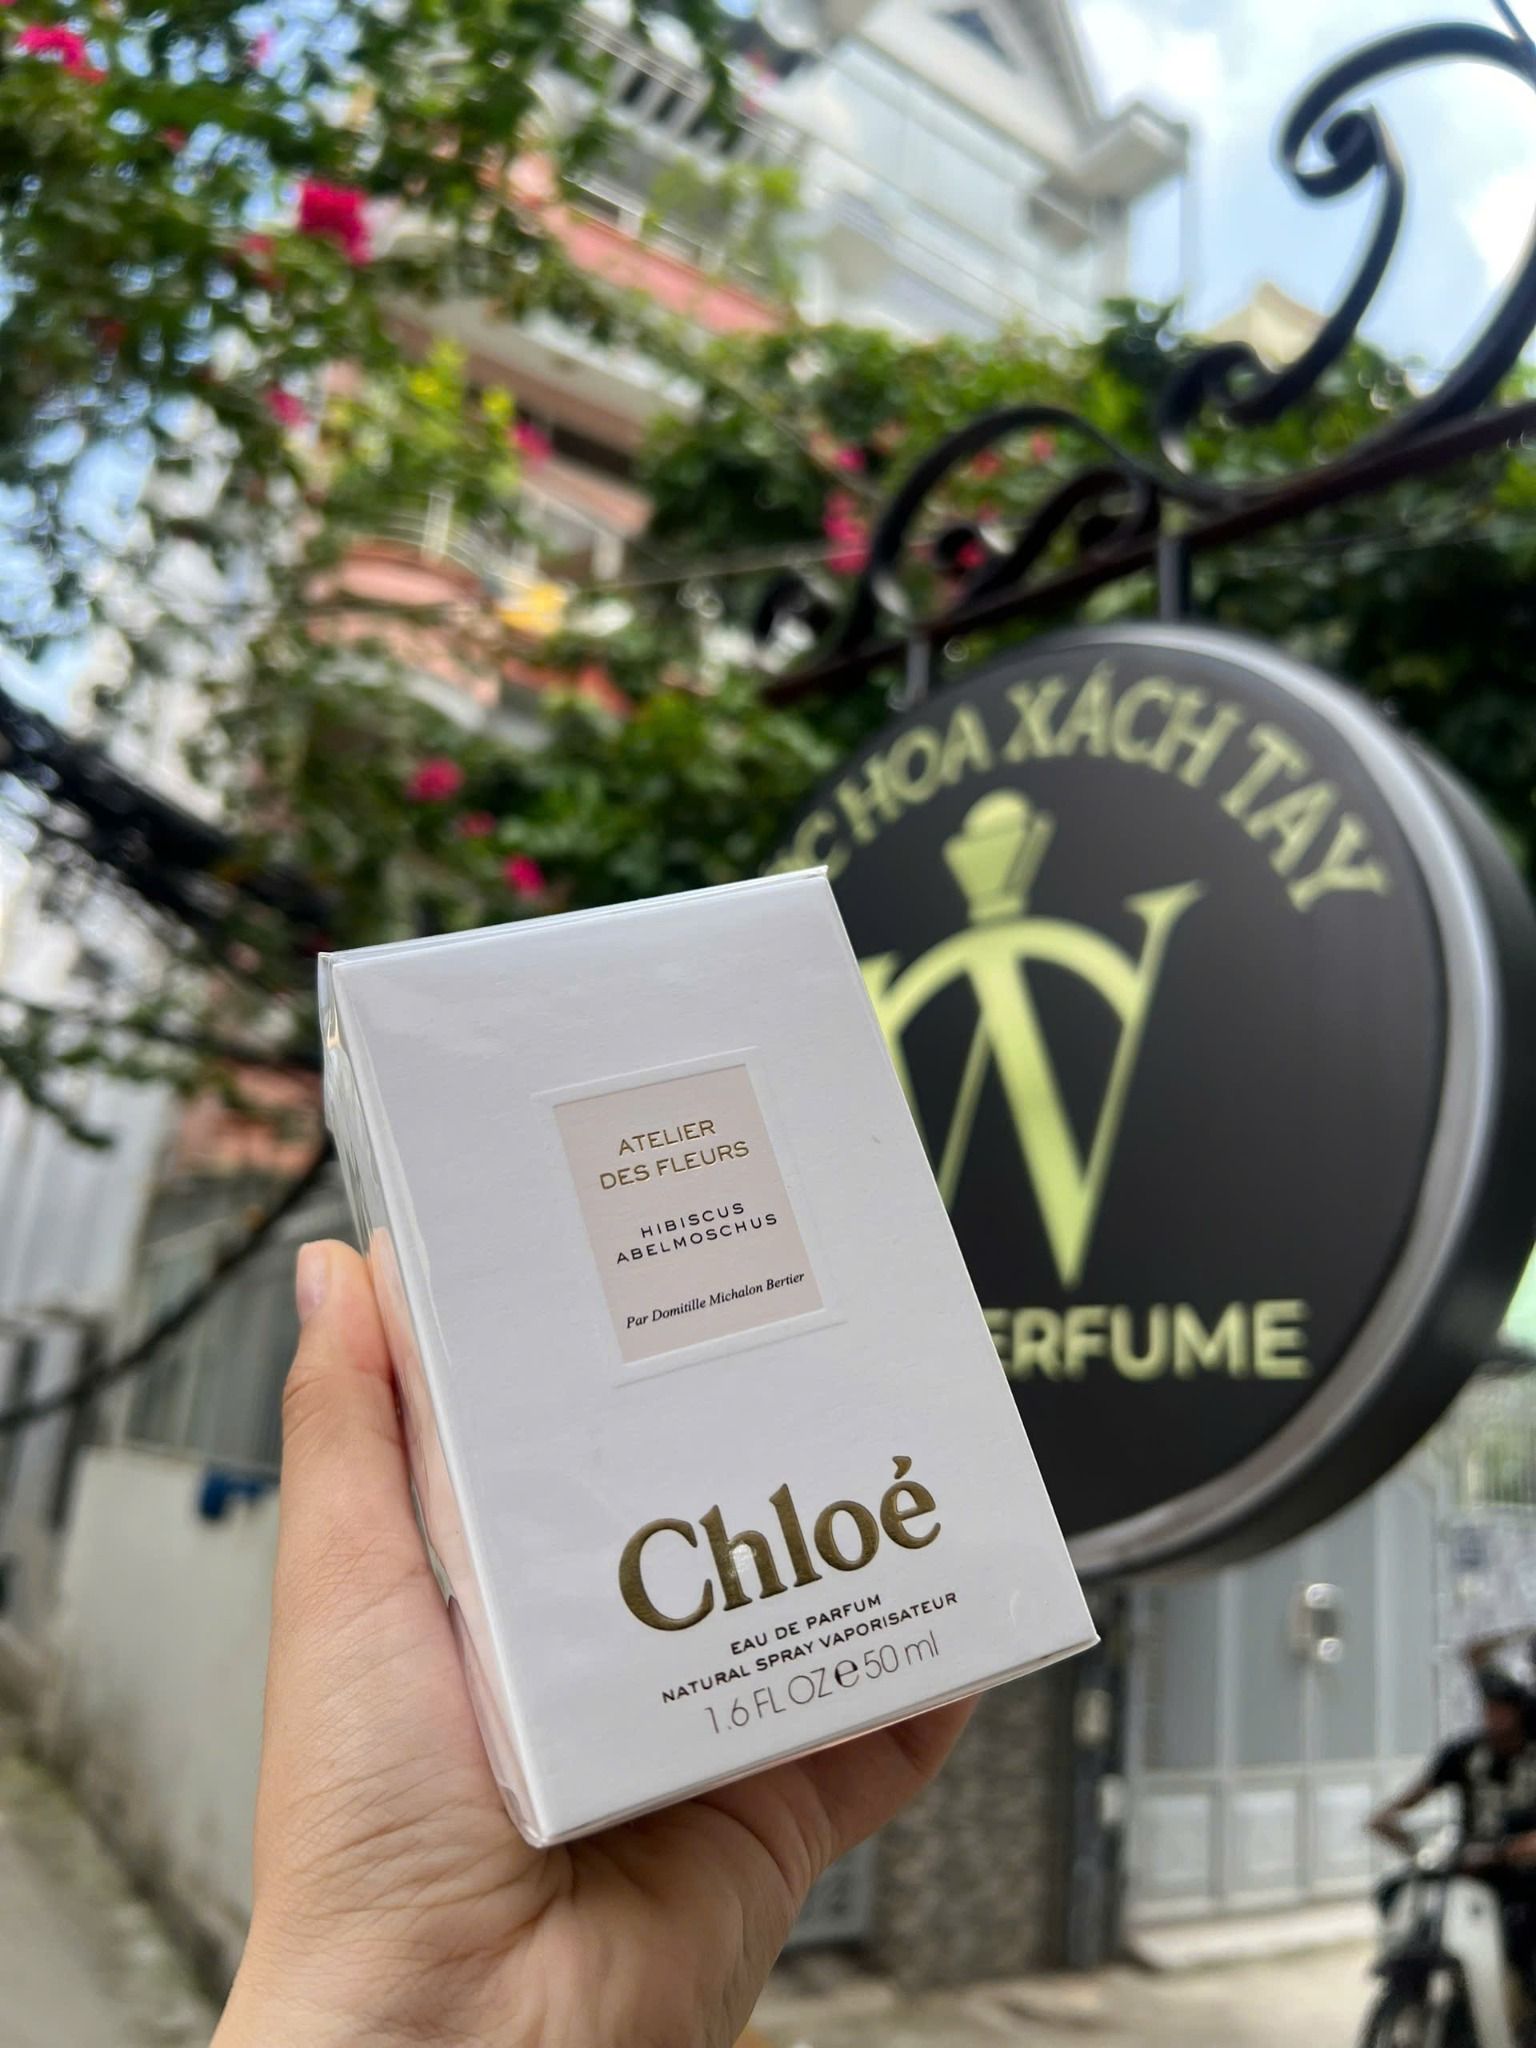 HOA XÁCH TAY
ATELIER
DES FLEURS
HIBISCUS
ABELMOSCHUS
Par Domitille Michalon Bertier
Chloé
EAU DE PARFUM
NATURAL SPRAY VAPORISATEUR
1.6 FL OZ e 50 ml